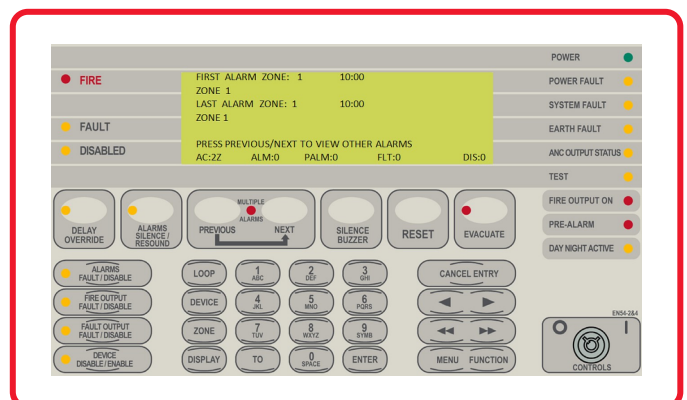 POWER
FIRE
FIRST ALARM ZONE: 1 10:00
ZONE 1
LAST ALARM ZONE: 1 10:00
ZONE 1
PRESS PREVIOUS/NEXT TO VIEW OTHER ALARMS
AC:2Z ALM:0 PALM:0 FLT:0 DIS:0
POWER FAULT
SYSTEM FAULT
FAULT
EARTH FAULT
DISABLED
ANC OUTPUT STATUS
TEST
FIRE OUTPUT ON
PRE-ALARM
DAY NIGHT ACTIVE
DELAY
OVERRIDE
ALARMS
SILENCE /
RESOUND
MULTIPLE
ALARMS
PREVIOUS NEXT
SILENCE
BUZZER
RESET
EVACUATE
ALARMS
FAULT / DISABLE
LOOP
1
ABC
2
DEF
3
GHI
CANCEL ENTRY
FIRE OUTPUT
FAULT / DISABLE
DEVICE
4
JKL
5
MNO
6
PQRS
FAULT OUTPUT
FAULT / DISABLE
ZONE
7
TUV
8
WXYZ
9
SYMB
DEVICE
DISABLE / ENABLE
DISPLAY
TO
0
SPACE
ENTER
MENU FUNCTION
EN54-2&4
O I
CONTROLS